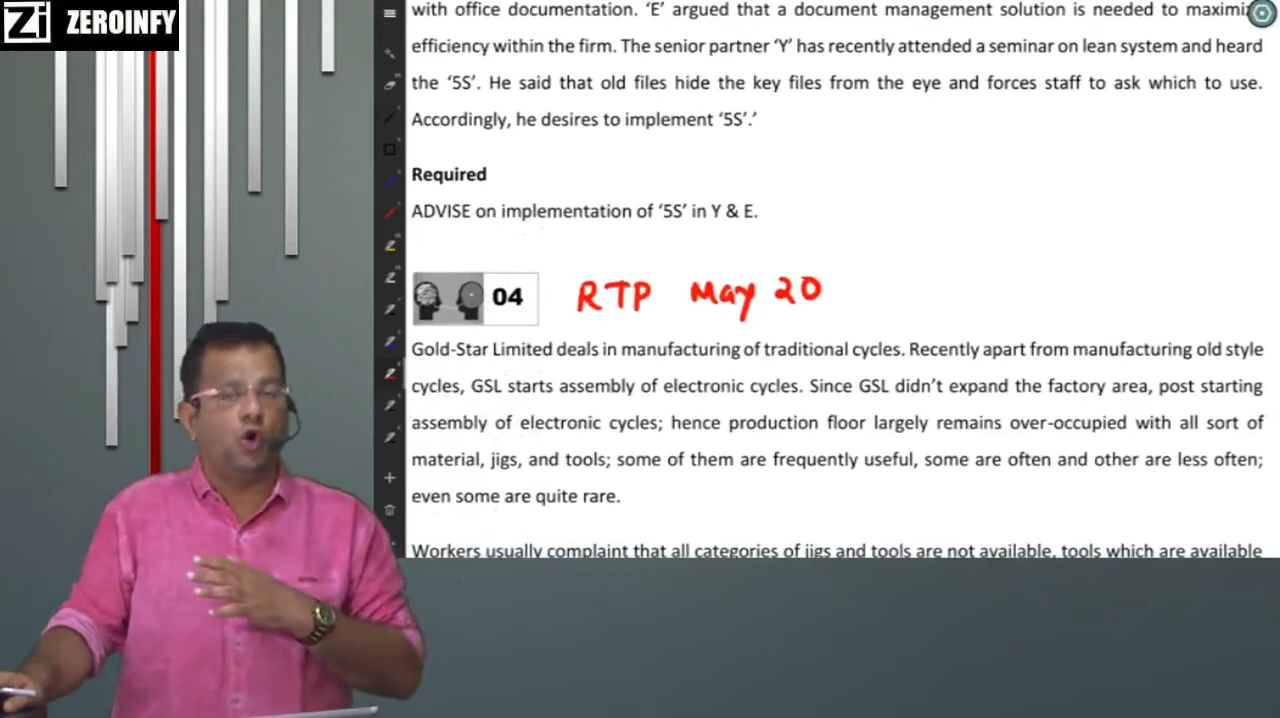 Zi ZEROINFY
with office documentation. ‘E’ argued that a document management solution is needed to
efficiency within the firm. The senior partner ‘Y’ has recently attended a seminar on lean system and heard
the ‘5S’. He said that old files hide the key files from the eye and forces staff to ask which to use.
Accordingly, he desires to implement ‘5S’.’
Required
ADVISE on implementation of ‘5S’ in Y & E.
04 RTP May 20
Gold-Star Limited deals in manufacturing of traditional cycles. Recently apart from manufacturing old style
cycles, GSL starts assembly of electronic cycles. Since GSL didn’t expand the factory area, post starting
assembly of electronic cycles; hence production floor largely remains over-occupied with all sort of
material, jigs, and tools; some of them are frequently useful, some are often and other are less often;
even some are quite rare.
Workers usually complaint that all categories of jigs and tools are not available, tools which are available